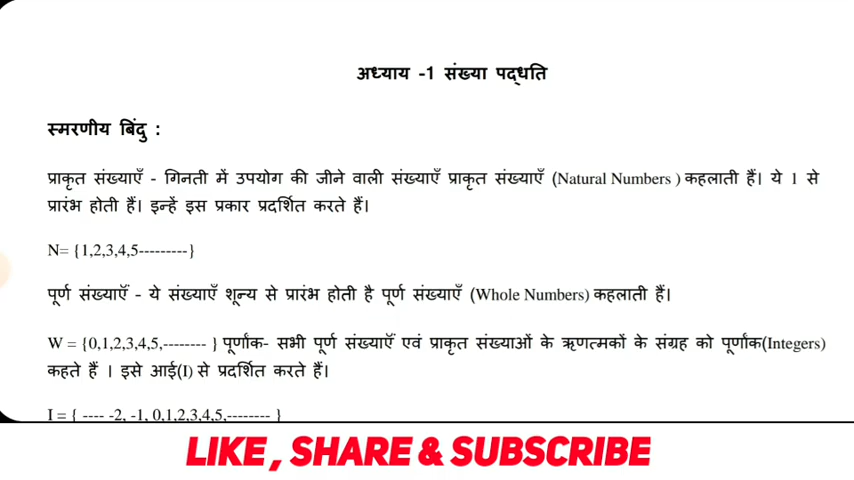 अध्याय -1 संख्या पद्धति
स्मरणीय बिंदु :
प्राकृत संख्याएँ - गिनती में उपयोग की जीने वाली संख्याएँ प्राकृत संख्याएँ (Natural Numbers ) कहलाती हैं। ये 1 से
प्रारंभ होती हैं। इन्हें इस प्रकार प्रदर्शित करते हैं।
N= {1,2,3,4,5---------}
पूर्ण संख्याएँ - ये संख्याएँ शून्य से प्रारंभ होती है पूर्ण संख्याएँ (Whole Numbers) कहलाती हैं।
W = {0,1,2,3,4,5,-------- } पूर्णांक- सभी पूर्ण संख्याएँ एवं प्राकृत संख्याओं के ऋणत्मकों के संग्रह को पूर्णांक(Integers)
कहते हैं । इसे आई(I) से प्रदर्शित करते हैं।
I = { ---- -2, -1, 0,1,2,3,4,5,-------- }
LIKE , SHARE & SUBSCRIBE